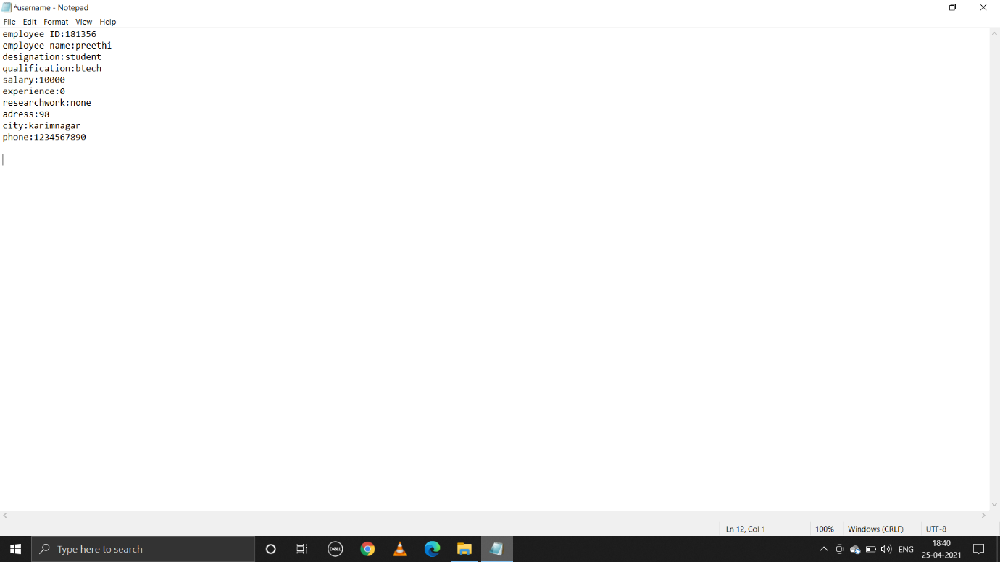 *username - Notepad
File Edit Format View Help
employee ID:181356
employee name:preethi
designation:student
qualification:btech
salary:10000
experience:0
researchwork:none
adress:98
city:karimnagar
phone:1234567890
Ln 12, Col 1 100% Windows (CRLF) UTF-8
Type here to search
DELL
ENG
18:40
25-04-2021